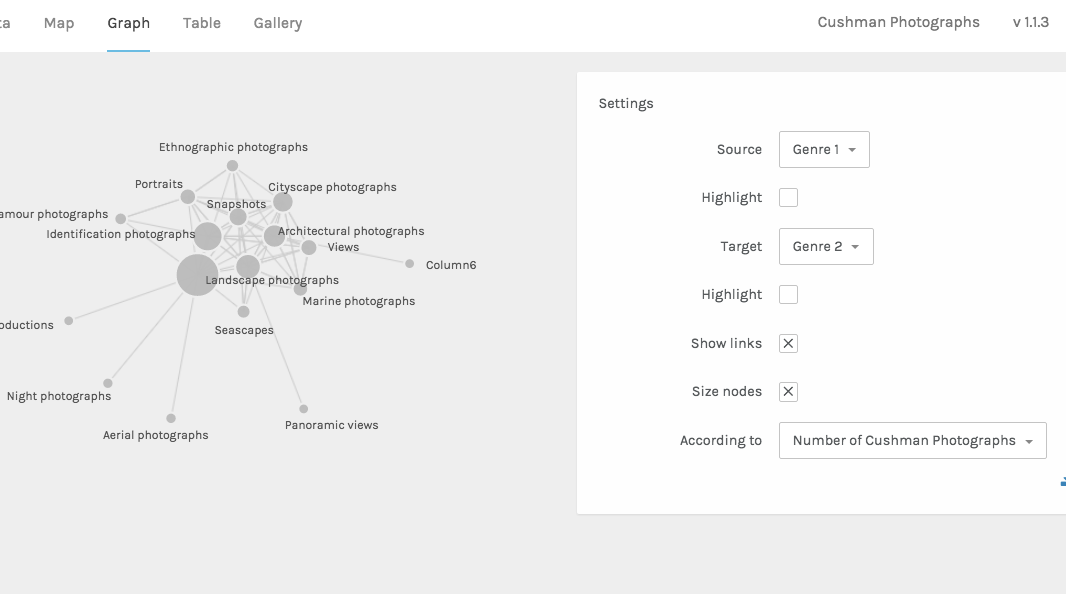 ta Map Graph Table Gallery Cushman Photographs v 1.1.3
Settings
Source Genre 1
Highlight
Target Genre 2
Highlight
Show links
Size nodes
According to Number of Cushman Photographs
Ethnographic photographs
Portraits
Cityscape photographs
Snapshots
amour photographs
Identification photographs
Architectural photographs
Views
Column6
Landscape photographs
Marine photographs
oductions
Seascapes
Night photographs
Aerial photographs
Panoramic views